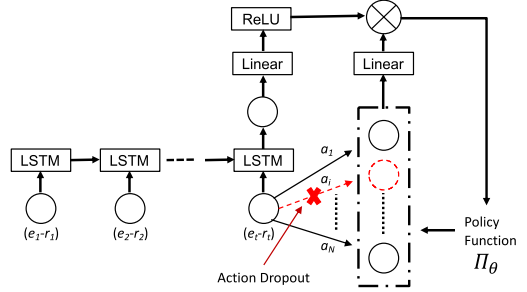 ReLU
Linear
Linear
LSTM
LSTM
LSTM
a1
ai
aN
(e1-r1)
(e2-r2)
(et-rt)
Action Dropout
Policy
Function
Πθ